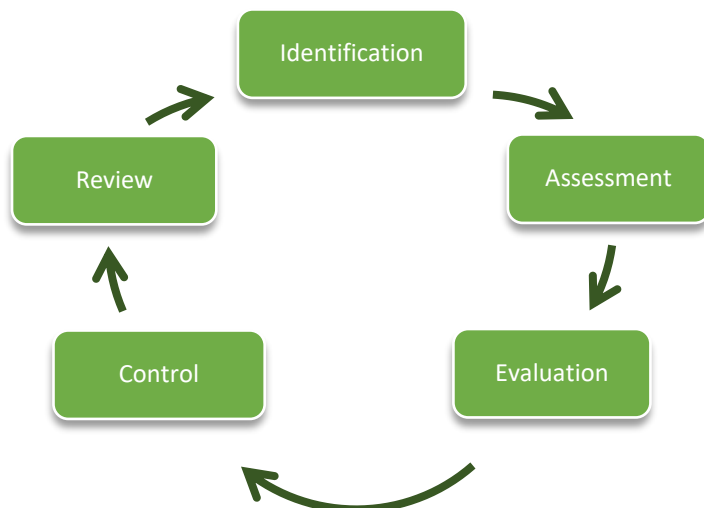 Identification
Assessment
Evaluation
Control
Review